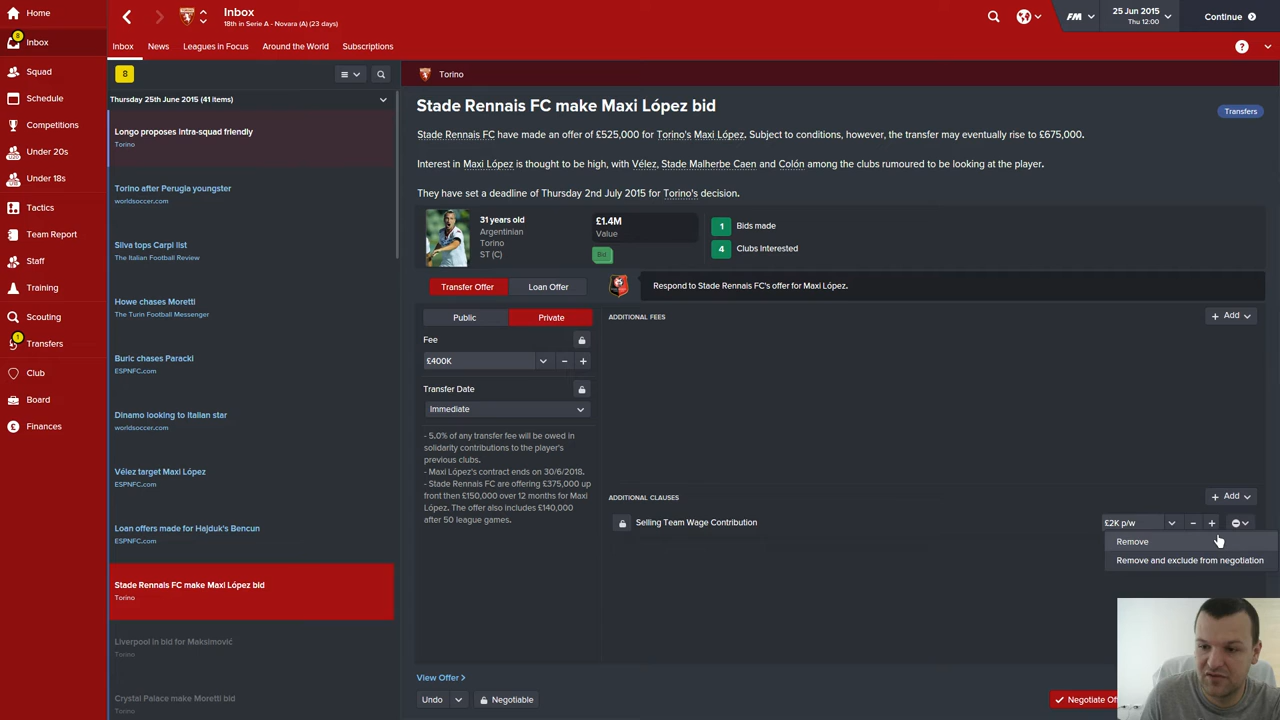 Home
8
Inbox
Squad
Schedule
Competitions
Under 20s
Under 18s
Tactics
Team Report
Staff
Training
Scouting
1
Transfers
Club
Board
Finances
Inbox
18th in Serie A - Novara (A) (23 days)
FM
25 Jun 2015
Thu 12:00
Continue
Inbox
News
Leagues in Focus
Around the World
Subscriptions
?
8
Thursday 25th June 2015 (41 items)
Longo proposes intra-squad friendly
Torino
Torino after Perugia youngster
worldsoccer.com
Silva tops Carpi list
The Italian Football Review
Howe chases Moretti
The Turin Football Messenger
Buric chases Paracki
ESPNFC.com
Dinamo looking to Italian star
worldsoccer.com
Vélez target Maxi López
ESPNFC.com
Loan offers made for Hajduk's Bencun
ESPNFC.com
Stade Rennais FC make Maxi López bid
Torino
Liverpool in bid for Maksimović
Torino
Crystal Palace make Moretti bid
Torino
Torino
Stade Rennais FC make Maxi López bid
Transfers
Stade Rennais FC have made an offer of £525,000 for Torino's Maxi López. Subject to conditions, however, the transfer may eventually rise to £675,000.
Interest in Maxi López is thought to be high, with Vélez, Stade Malherbe Caen and Colón among the clubs rumoured to be looking at the player.
They have set a deadline of Thursday 2nd July 2015 for Torino's decision.
31 years old
Argentinian
Torino
ST (C)
£1.4M
Value
Bid
1 Bids made
4 Clubs Interested
Transfer Offer
Loan Offer
Respond to Stade Rennais FC's offer for Maxi López.
Public
Private
Fee
£400K
Transfer Date
Immediate
- 5.0% of any transfer fee will be owed in
solidarity contributions to the player's
previous clubs.
- Maxi López's contract ends on 30/6/2018.
- Stade Rennais FC are offering £375,000 up
front then £150,000 over 12 months for Maxi
López. The offer also includes £140,000
after 50 league games.
ADDITIONAL FEES
+ Add
ADDITIONAL CLAUSES
+ Add
Selling Team Wage Contribution
£2K p/w
Remove
Remove and exclude from negotiation
View Offer >
Undo
Negotiable
Negotiate Of